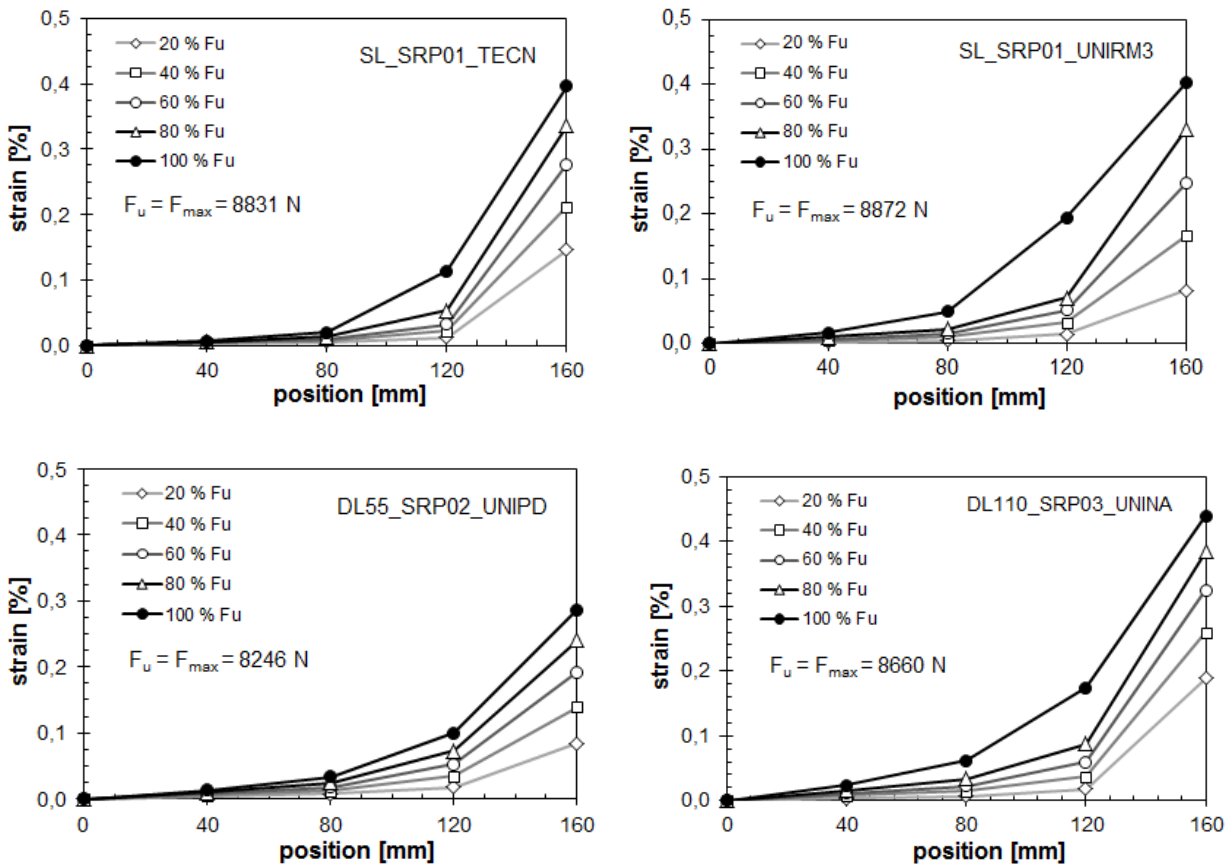 0,5
0,4
0,3
0,2
0,1
0,0
strain [%]
20 % Fu
40 % Fu
60 % Fu
80 % Fu
100 % Fu
SL_SRP01_TECN
Fu = Fmax = 8831 N
0 40 80 120 160
position [mm]
0,5
0,4
0,3
0,2
0,1
0,0
strain [%]
20 % Fu
40 % Fu
60 % Fu
80 % Fu
100 % Fu
SL_SRP01_UNIRM3
Fu = Fmax = 8872 N
0 40 80 120 160
position [mm]
0,5
0,4
0,3
0,2
0,1
0,0
strain [%]
20 % Fu
40 % Fu
60 % Fu
80 % Fu
100 % Fu
DL55_SRP02_UNIPD
Fu = Fmax = 8246 N
0 40 80 120 160
position [mm]
0,5
0,4
0,3
0,2
0,1
0,0
strain [%]
20 % Fu
40 % Fu
60 % Fu
80 % Fu
100 % Fu
DL110_SRP03_UNINA
Fu = Fmax = 8660 N
0 40 80 120 160
position [mm]